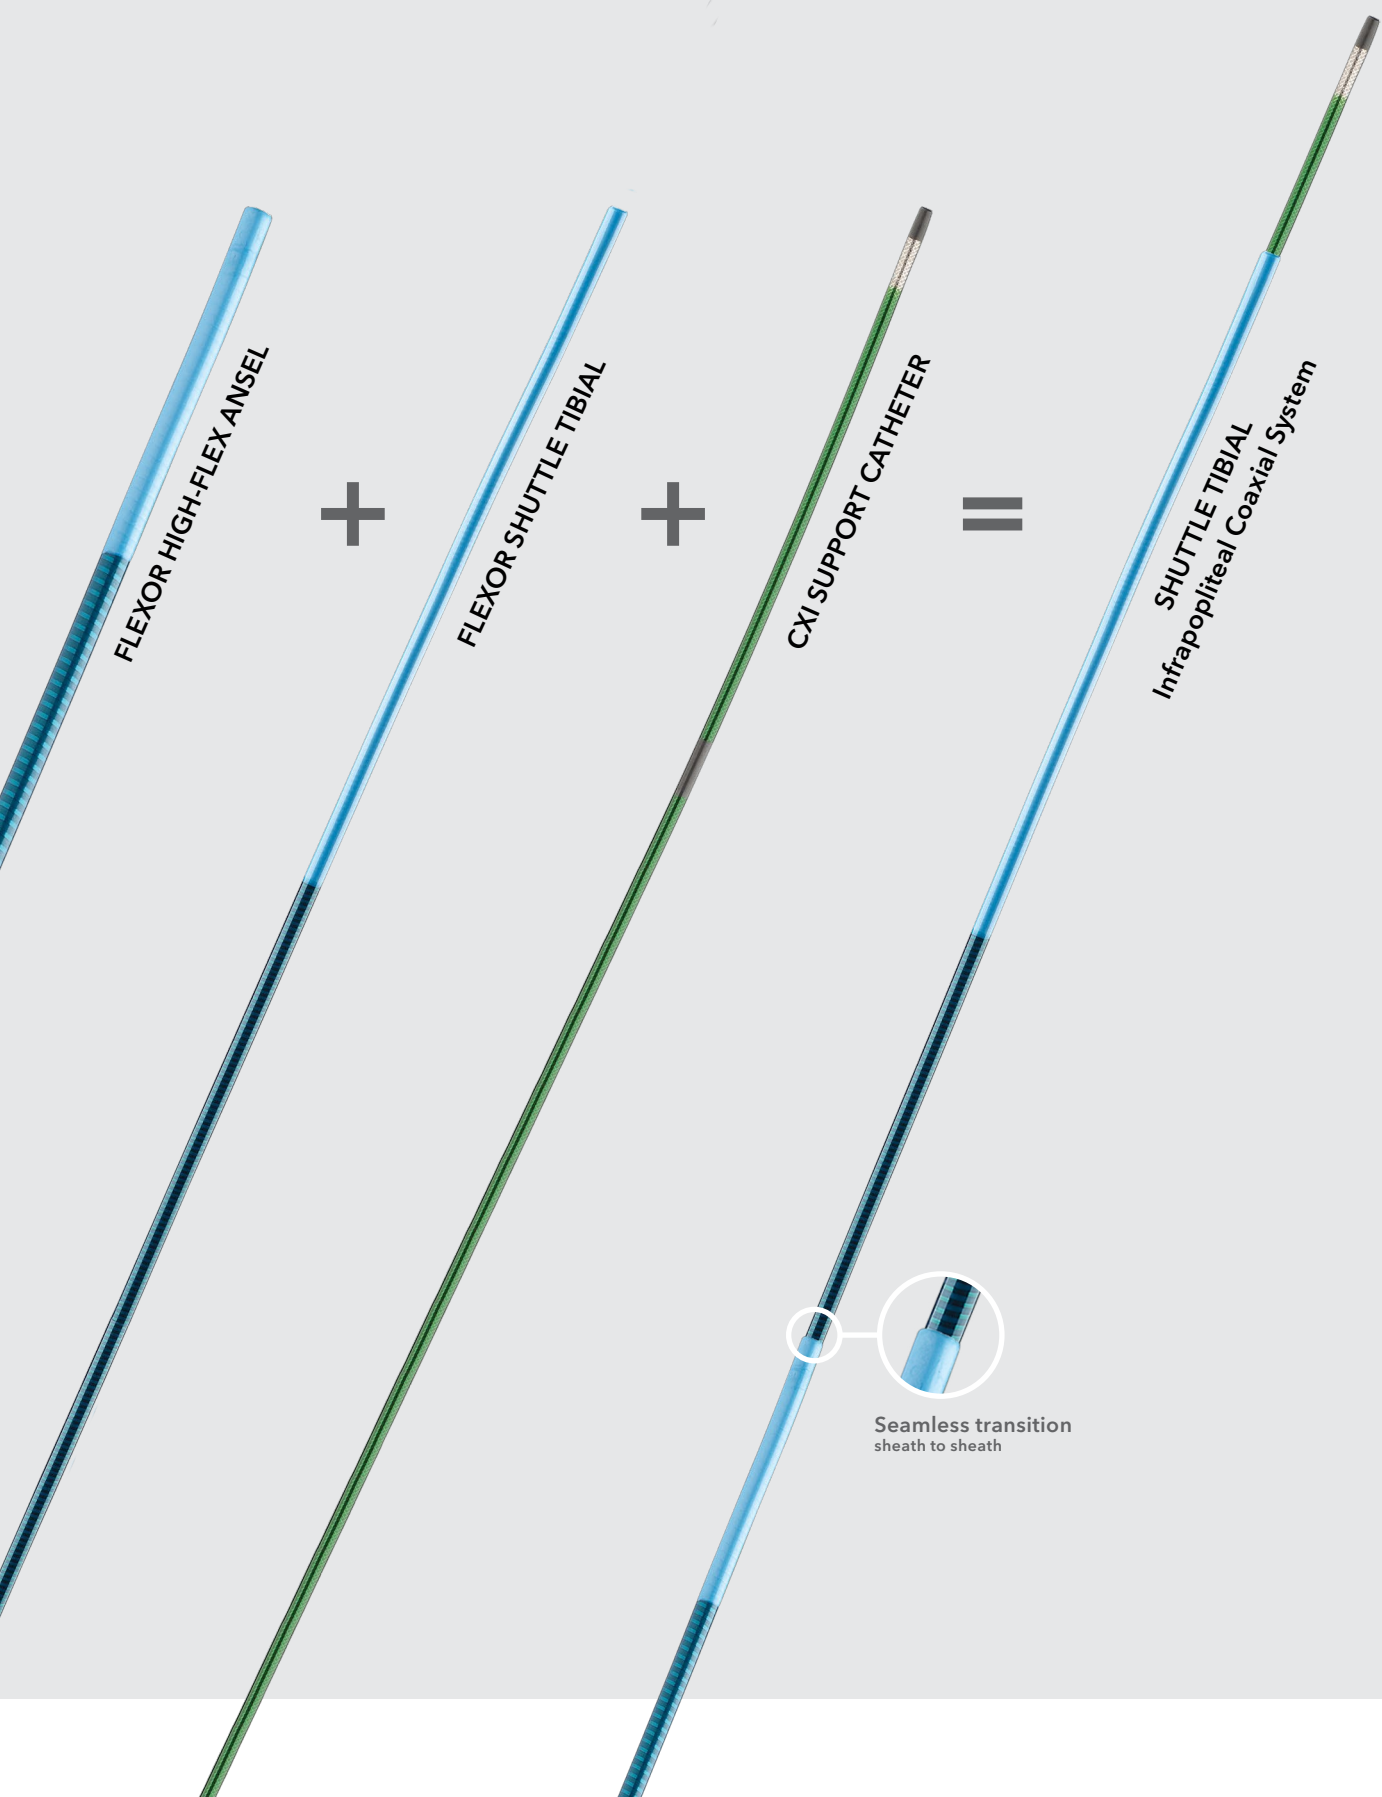 FLEXOR HIGH-FLEX ANSEL
+
FLEXOR SHUTTLE TIBIAL
+
CXI SUPPORT CATHETER
=
SHUTTLE TIBIAL
Infrapopliteal Coaxial System
Seamless transition
sheath to sheath